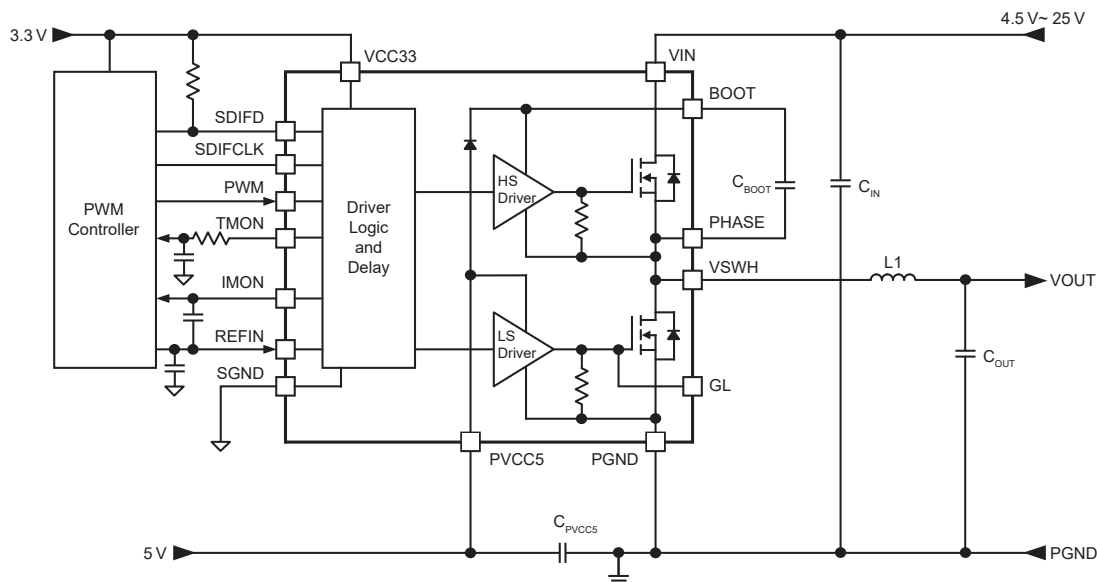 4.5 V~ 25 V
3.3 V
VCC33
VIN
BOOT
SDIFD
SDIFCLK
PWM
TMON
IMON
REFIN
SGND
PWM
Controller
Driver
Logic
and
Delay
HS
Driver
LS
Driver
C_BOOT
C_IN
PHASE
VSWH
L1
VOUT
C_OUT
GL
PVCC5
PGND
C_PVCC5
5 V
PGND